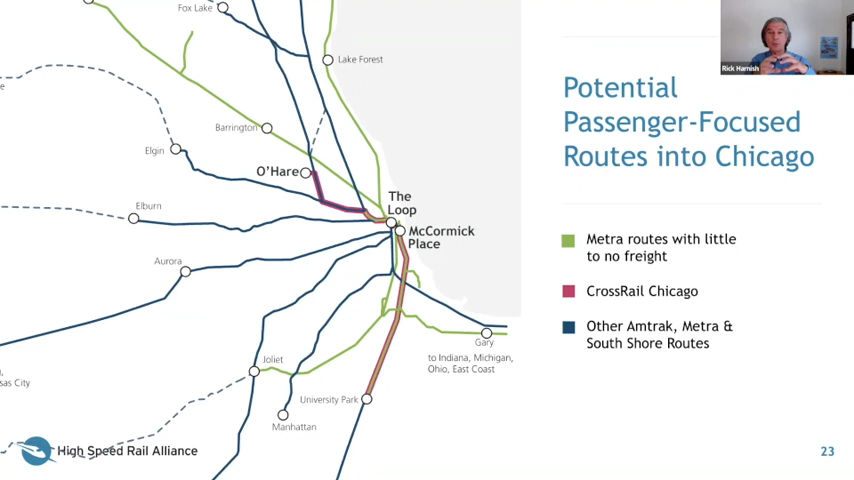 Fox Lake
Lake Forest
Barrington
Elgin
O'Hare
Elburn
The
Loop
McCormick
Place
Aurora
Gary
to Indiana, Michigan,
Ohio, East Coast
Joliet
sas City
University Park
Manhattan
High Speed Rail Alliance
Rick Harnish
Potential
Passenger-Focused
Routes into Chicago
Metra routes with little
to no freight
CrossRail Chicago
Other Amtrak, Metra &
South Shore Routes
23